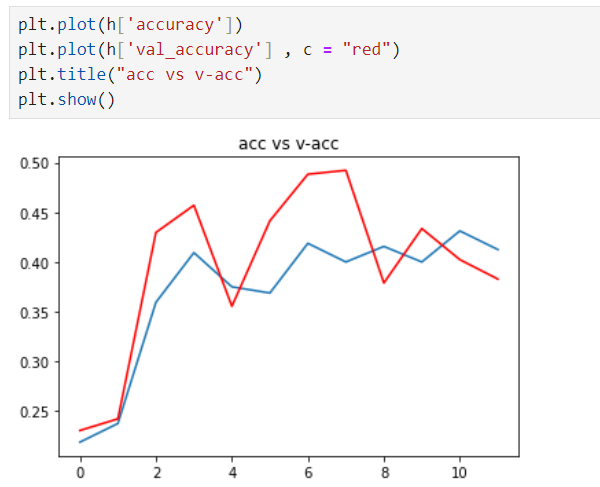 plt.plot(h['accuracy'])
plt.plot(h['val_accuracy'] , c = "red")
plt.title("acc vs v-acc")
plt.show()
acc vs v-acc
0.50
0.45
0.40
0.35
0.30
0.25
0 2 4 6 8 10